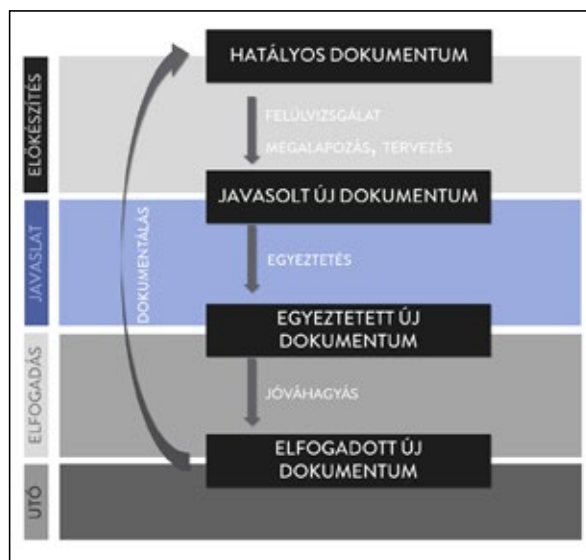 HATÁLYOS DOKUMENTUM
ELŐKÉSZÍTÉS
FELÜLVIZSGÁLAT
MEGALAPOZÁS, TERVEZÉS
JAVASOLT ÚJ DOKUMENTUM
JAVASLAT
DOKUMENTÁLÁS
EGYEZTETÉS
EGYEZTETETT ÚJ
DOKUMENTUM
ELFOGADÁS
JÓVÁHAGYÁS
ELFOGADOTT ÚJ
DOKUMENTUM
UTÓ